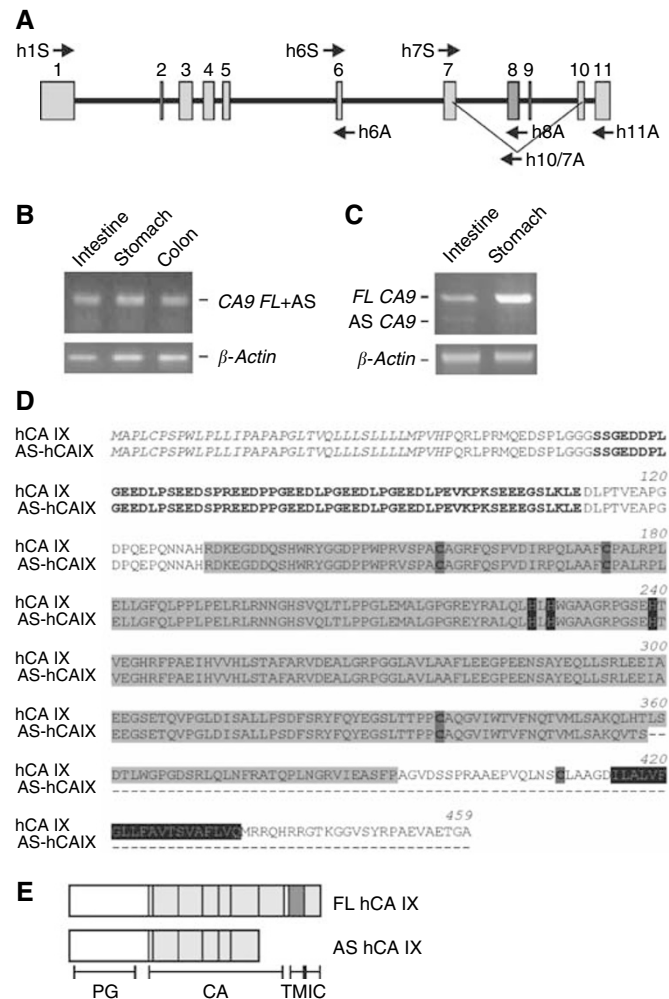 A
h1S
h6S
h7S
1 2 3 4 5 6 7 8 9 10 11
h6A
h8A
h11A
h10/7A
B
Intestine
Stomach
Colon
CA9 FL+AS
β-Actin
C
Intestine
Stomach
FL CA9
AS CA9
β-Actin
D
hCA IX MAPLCPSPWLPLLIPAPAPGLTVQLLLSLLLLMPVHPQRLPRMQEDSPLGGGSSGEDDPL
AS-hCAIX MAPLCPSPWLPLLIPAPAPGLTVQLLLSLLLLMPVHPQRLPRMQEDSPLGGGSSGEDDPL
120
hCA IX GEEDLPSEEDSPREEDPPGEEDLPGEEDLPGEEDLPEVKPKSEEEGSLKLEDLPTVEAPG
AS-hCAIX GEEDLPSEEDSPREEDPPGEEDLPGEEDLPGEEDLPEVKPKSEEEGSLKLEDLPTVEAPG
180
hCA IX DPQEPQNNAHRDKEGDDQSHWRYGGDPPWPRVSPACAGRFQSPVDIRPQLAAFCPALRPL
AS-hCAIX DPQEPQNNAHRDKEGDDQSHWRYGGDPPWPRVSPACAGRFQSPVDIRPQLAAFCPALRPL
240
hCA IX ELLGFQLPPLPELRLRNNGHSVQLTLPPGLEMALGPGREYRALQLHLHWGAAGRPGSEHT
AS-hCAIX ELLGFQLPPLPELRLRNNGHSVQLTLPPGLEMALGPGREYRALQLHLHWGAAGRPGSEHT
300
hCA IX VEGHRFPAEIHVVHLSTAFARVDEALGRPGGLAVLAAFLEEGPEENSAYEQLLSRLEEIA
AS-hCAIX VEGHRFPAEIHVVHLSTAFARVDEALGRPGGLAVLAAFLEEGPEENSAYEQLLSRLEEIA
360
hCA IX EEGSETQVPGLDISALLPSDFSRYFQYEGSLTTPPCAQGVIWTVFNQTVMLSAKQLHTLS
AS-hCAIX EEGSETQVPGLDISALLPSDFSRYFQYEGSLTTPPCAQGVIWTVFNQTVMLSAKQVTS--
420
hCA IX DTLWGPGDSRLQLNFRATQPLNGRVIEASFPAGVDSSPRAAEPVQLNSCLAAGDILALVF
AS-hCAIX ------------------------------------------------------------
459
hCA IX GLLFAVTSVAFLVQMRRQHRRGTKGGVSYRPAEVAETGA
AS-hCAIX ---------------------------------------
E
FL hCA IX
AS hCA IX
PG CA TMIC